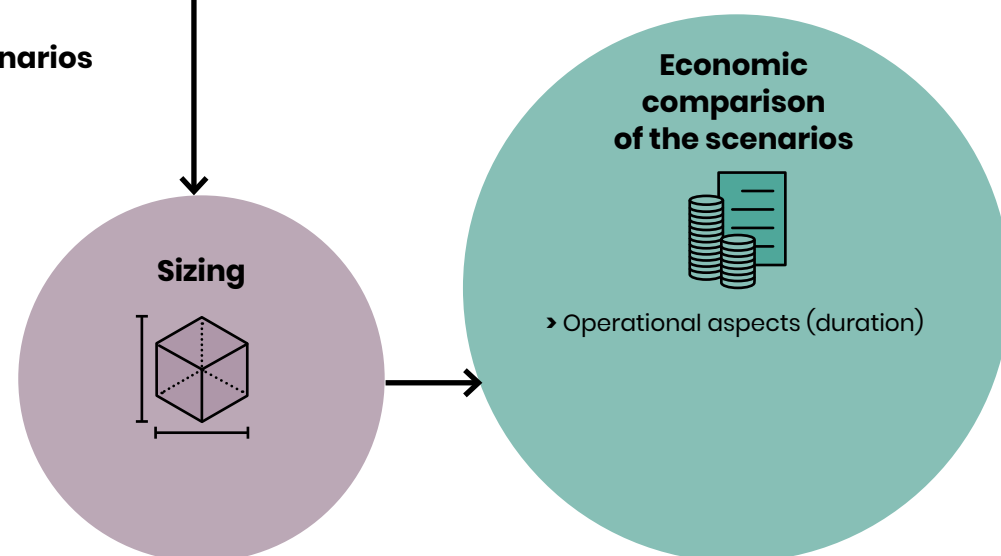 narios
Economic
comparison
of the scenarios
Sizing
› Operational aspects (duration)